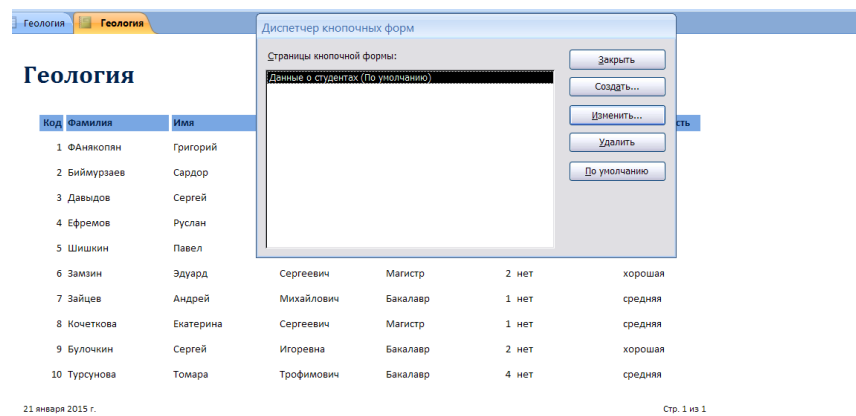 Геология Геология
Диспетчер кнопочных форм
Страницы кнопочной формы:
Данные о студентах (По умолчанию)
Закрыть
Создать...
Изменить...
Удалить
По умолчанию
Геология
Код Фамилия Имя сть
1 ФАнякопян Григорий
2 Биймурзаев Сардор
3 Давыдов Сергей
4 Ефремов Руслан
5 Шишкин Павел
6 Замзин Эдуард Сергеевич Магистр 2 нет хорошая
7 Зайцев Андрей Михайлович Бакалавр 1 нет средняя
8 Кочеткова Екатерина Сергеевич Магистр 1 нет средняя
9 Булочкин Сергей Игоревна Бакалавр 2 нет хорошая
10 Турсунова Томара Трофимович Бакалавр 4 нет средняя
21 января 2015 г. Стр. 1 из 1